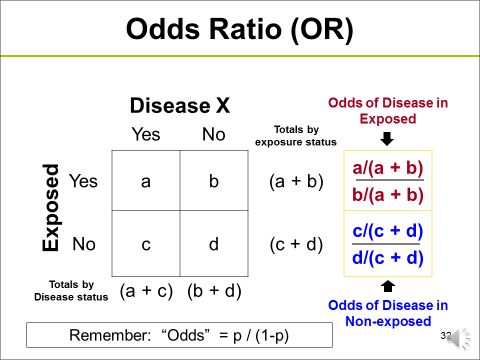 Odds Ratio (OR)
Disease X
Yes
No
Totals by
exposure status
Odds of Disease in
Exposed
Exposed
Yes
a
b
(a + b)
a/(a + b)
b/(a + b)
No
c
d
(c + d)
c/(c + d)
d/(c + d)
Totals by
Disease status
(a + c)
(b + d)
Odds of Disease in
Non-exposed
Remember: “Odds” = p / (1-p)